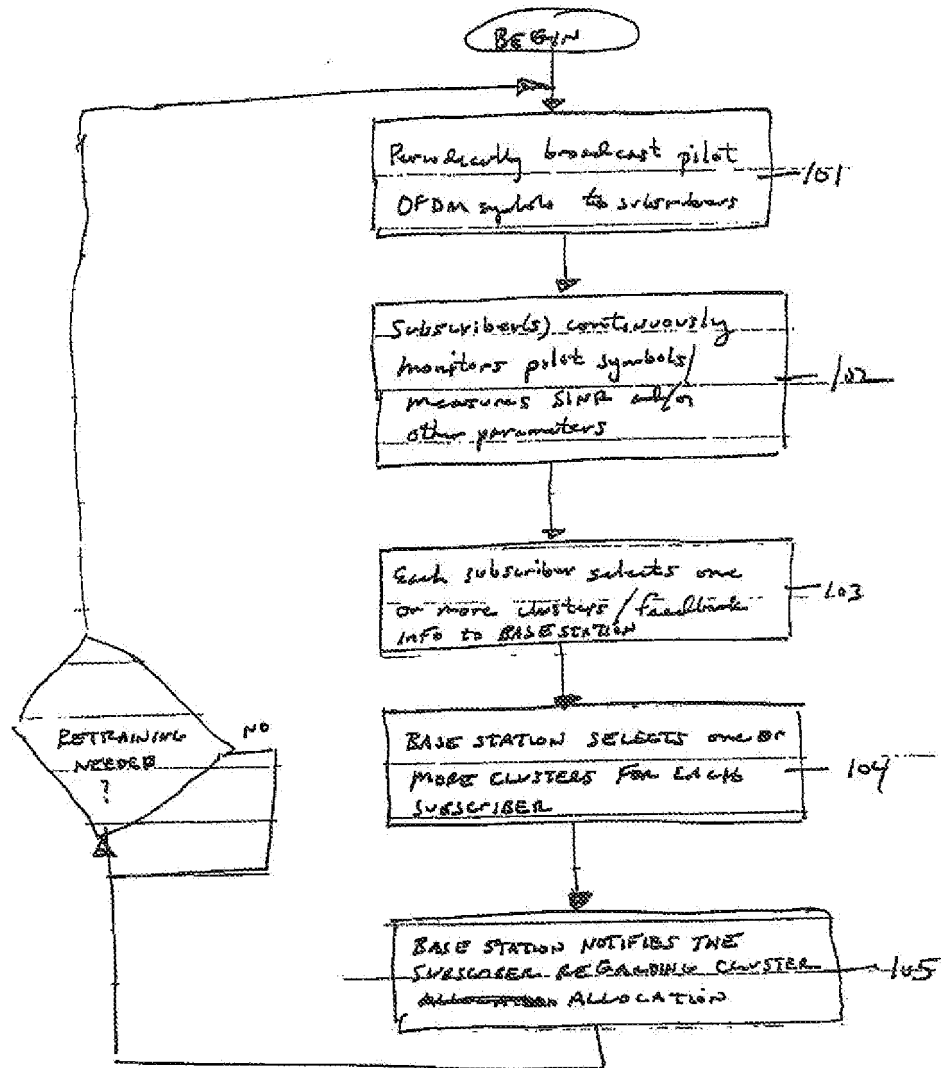 BEGIN
Periodically broadcast pilot
OFDM symbols to subscribers
101
Subscriber(s) continuously
monitors pilot symbols/
measures SINR and/or
other parameters
102
Each subscriber selects one
or more clusters/feedback
INFO to BASE STATION
103
BASE STATION SELECTS one or
MORE CLUSTERS FOR EACH
SUBSCRIBER
104
BASE STATION NOTIFIES THE
SUBSCRIBER REGARDING CLUSTER
ALLOCATION
105
RETRAINING
NEEDED
?
NO